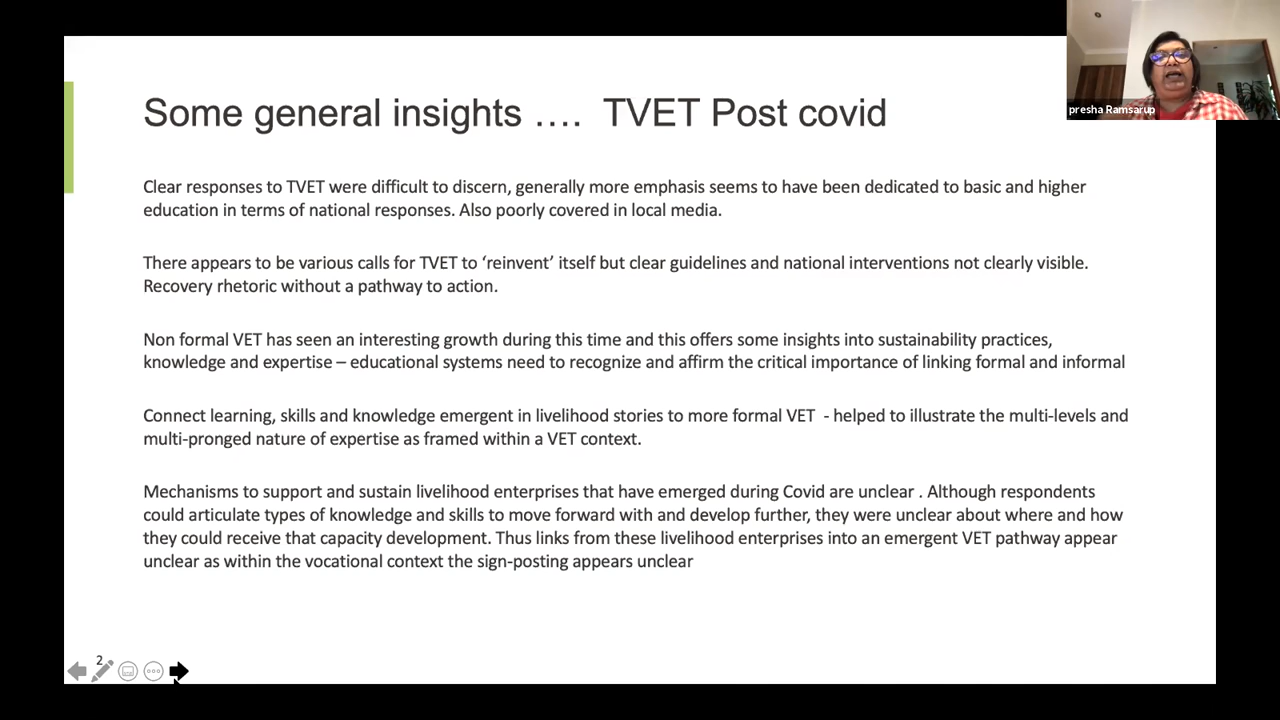 Some general insights .... TVET Post covid
presha Ramsarup
Clear responses to TVET were difficult to discern, generally more emphasis seems to have been dedicated to basic and higher
education in terms of national responses. Also poorly covered in local media.
There appears to be various calls for TVET to ‘reinvent’ itself but clear guidelines and national interventions not clearly visible.
Recovery rhetoric without a pathway to action.
Non formal VET has seen an interesting growth during this time and this offers some insights into sustainability practices,
knowledge and expertise – educational systems need to recognize and affirm the critical importance of linking formal and informal
Connect learning, skills and knowledge emergent in livelihood stories to more formal VET - helped to illustrate the multi-levels and
multi-pronged nature of expertise as framed within a VET context.
Mechanisms to support and sustain livelihood enterprises that have emerged during Covid are unclear . Although respondents
could articulate types of knowledge and skills to move forward with and develop further, they were unclear about where and how
they could receive that capacity development. Thus links from these livelihood enterprises into an emergent VET pathway appear
unclear as within the vocational context the sign-posting appears unclear
2